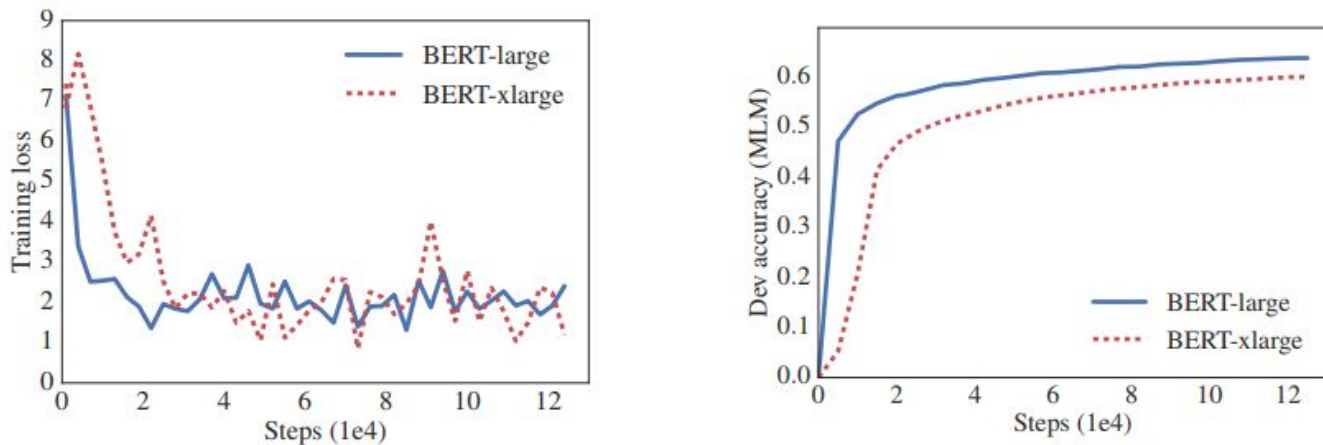 9
8
7
6
5
4
3
2
1
0
Training loss
BERT-large
BERT-xlarge
0 2 4 6 8 10 12
Steps (1e4)
0.6
0.5
0.4
0.3
0.2
0.1
0.0
Dev accuracy (MLM)
BERT-large
BERT-xlarge
0 2 4 6 8 10 12
Steps (1e4)